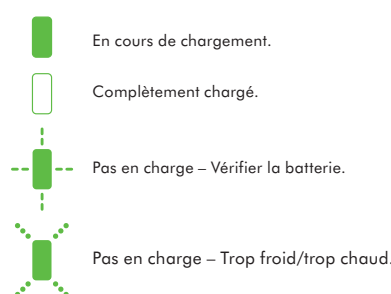 En cours de chargement.
Complètement chargé.
Pas en charge – Vérifier la batterie.
Pas en charge – Trop froid/trop chaud.